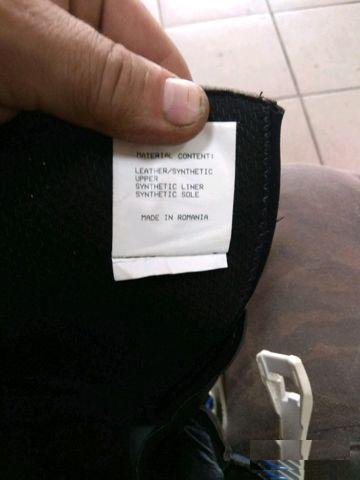 MATERIAL CONTENT:
LEATHER/SYNTHETIC
UPPER
SYNTHETIC LINER
SYNTHETIC SOLE
MADE IN ROMANIA